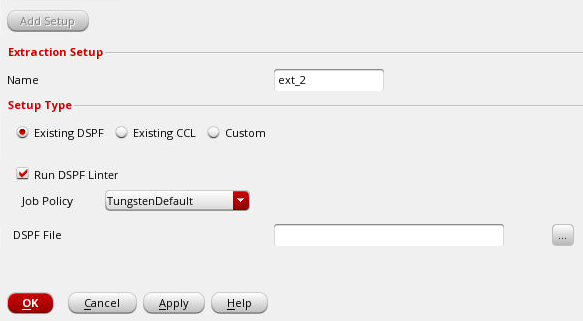 Add Setup
Extraction Setup
Name ext_2
Setup Type
Existing DSPF Existing CCL Custom
Run DSPF Linter
Job Policy TungstenDefault
DSPF File ...
OK Cancel Apply Help